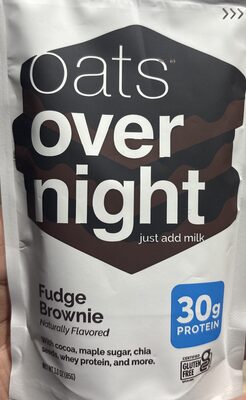 >>>
Oats
over
night
just add milk
Fudge
Brownie
Naturally Flavored
With cocoa, maple sugar, chia
seeds, whey protein, and more.
30g
PROTEIN
CERTIFIED
GLUTEN
FREE